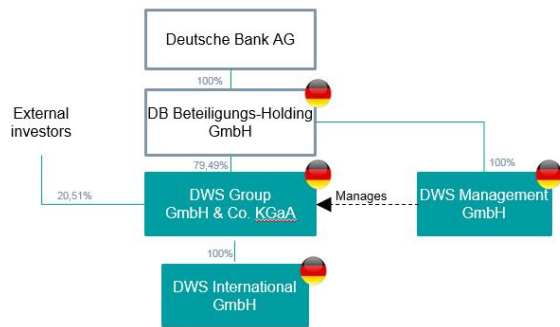 Deutsche Bank AG
100%
DB Beteiligungs-Holding
GmbH
External
investors
79,49%
100%
20,51%
DWS Group
GmbH & Co. KGaA
Manages
DWS Management
GmbH
100%
DWS International
GmbH